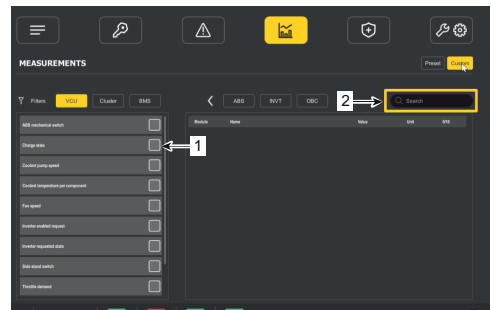 MEASUREMENTS
Preset
Custom
Filters
VCU
Cluster
BMS
ABS
INVT
OBC
2
Search
Module Name Value Unit SYS
ABS mechanical switch
Charge state
1
Coolant pump speed
Coolant temperature per component
Fan speed
Inverter enabled request
Inverter requested state
Side stand switch
Throttle demand